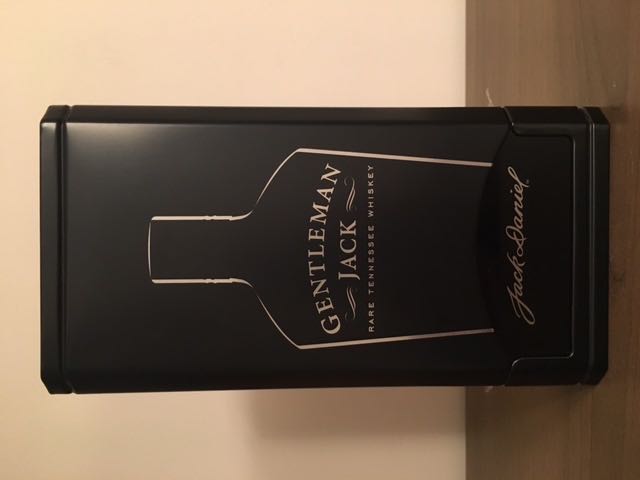 GENTLEMAN
JACK
RARE TENNESSEE WHISKEY
Jack Daniel